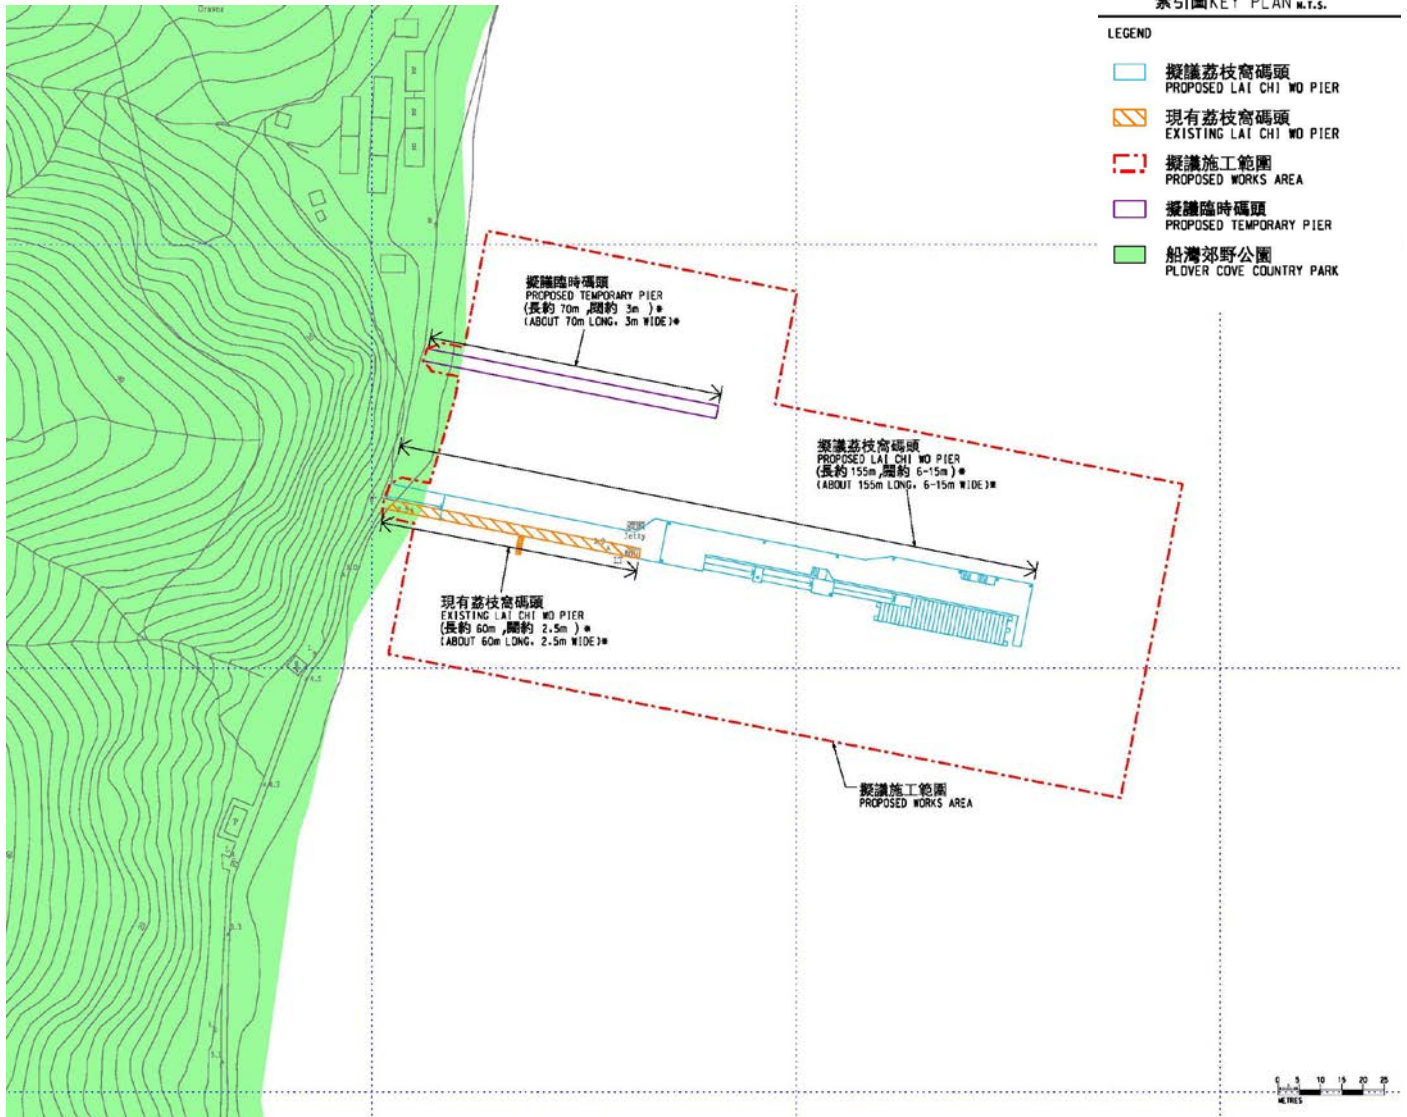 索引圖 KEY PLAN N.T.S.
LEGEND
擬議荔枝窩碼頭
PROPOSED LAI CHI WO PIER
現有荔枝窩碼頭
EXISTING LAI CHI WO PIER
擬議施工範圍
PROPOSED WORKS AREA
擬議臨時碼頭
PROPOSED TEMPORARY PIER
船灣郊野公園
PLOVER COVE COUNTRY PARK
Graves
擬議臨時碼頭
PROPOSED TEMPORARY PIER
(長約 70m ,闊約 3m )*
(ABOUT 70m LONG, 3m WIDE)*
擬議荔枝窩碼頭
PROPOSED LAI CHI WO PIER
(長約 155m,闊約 6-15m )*
(ABOUT 155m LONG, 6-15m WIDE)*
碼頭
Jetty
現有荔枝窩碼頭
EXISTING LAI CHI WO PIER
(長約 60m ,闊約 2.5m )*
(ABOUT 60m LONG, 2.5m WIDE)*
擬議施工範圍
PROPOSED WORKS AREA
0 5 10 15 20 25
METRES